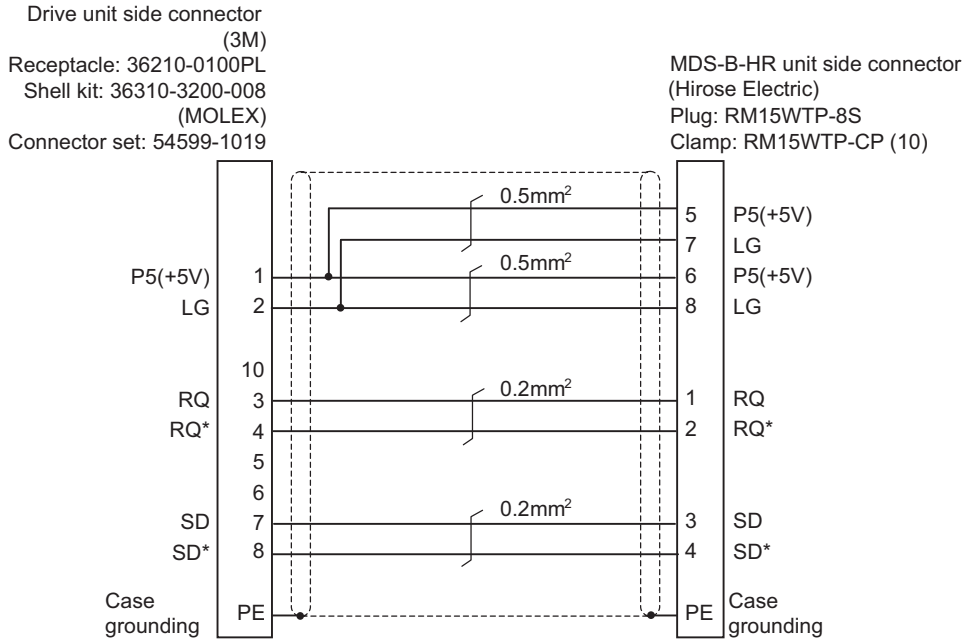 Drive unit side connector
(3M)
Receptacle: 36210-0100PL
Shell kit: 36310-3200-008
(MOLEX)
Connector set: 54599-1019
MDS-B-HR unit side connector
(Hirose Electric)
Plug: RM15WTP-8S
Clamp: RM15WTP-CP (10)
0.5mm²
5 P5(+5V)
7 LG
0.5mm²
P5(+5V) 1 6 P5(+5V)
LG 2 8 LG
10
0.2mm²
RQ 3 1 RQ
RQ* 4 2 RQ*
5
6
0.2mm²
SD 7 3 SD
SD* 8 4 SD*
Case
grounding
PE
PE
Case
grounding